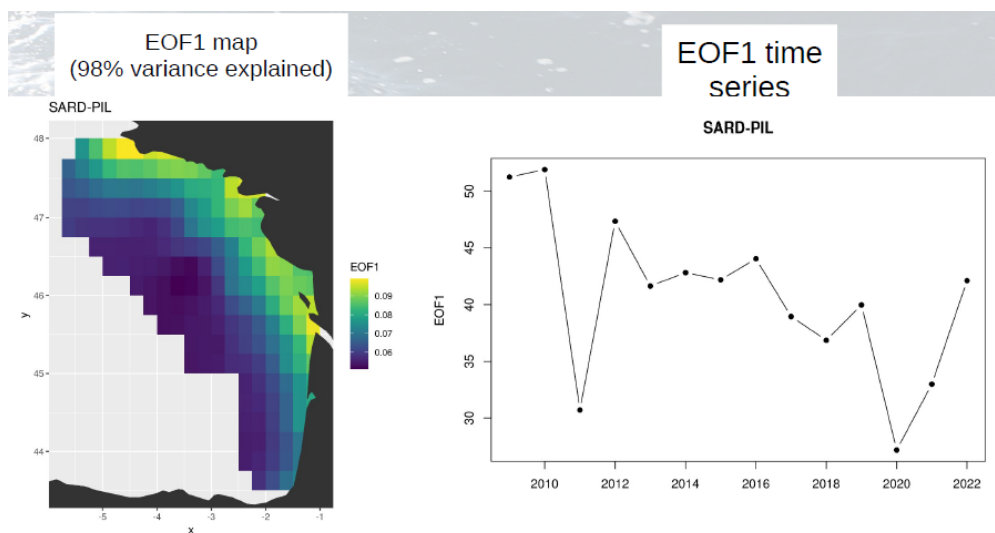 EOF1 map
(98% variance explained)
EOF1 time
series
SARD-PIL
48
47
46
45
44
y
-5
-4
-3
-2
-1
x
EOF1
0.09
0.08
0.07
0.06
SARD-PIL
50
45
40
35
30
EOF1
2010
2012
2014
2016
2018
2020
2022